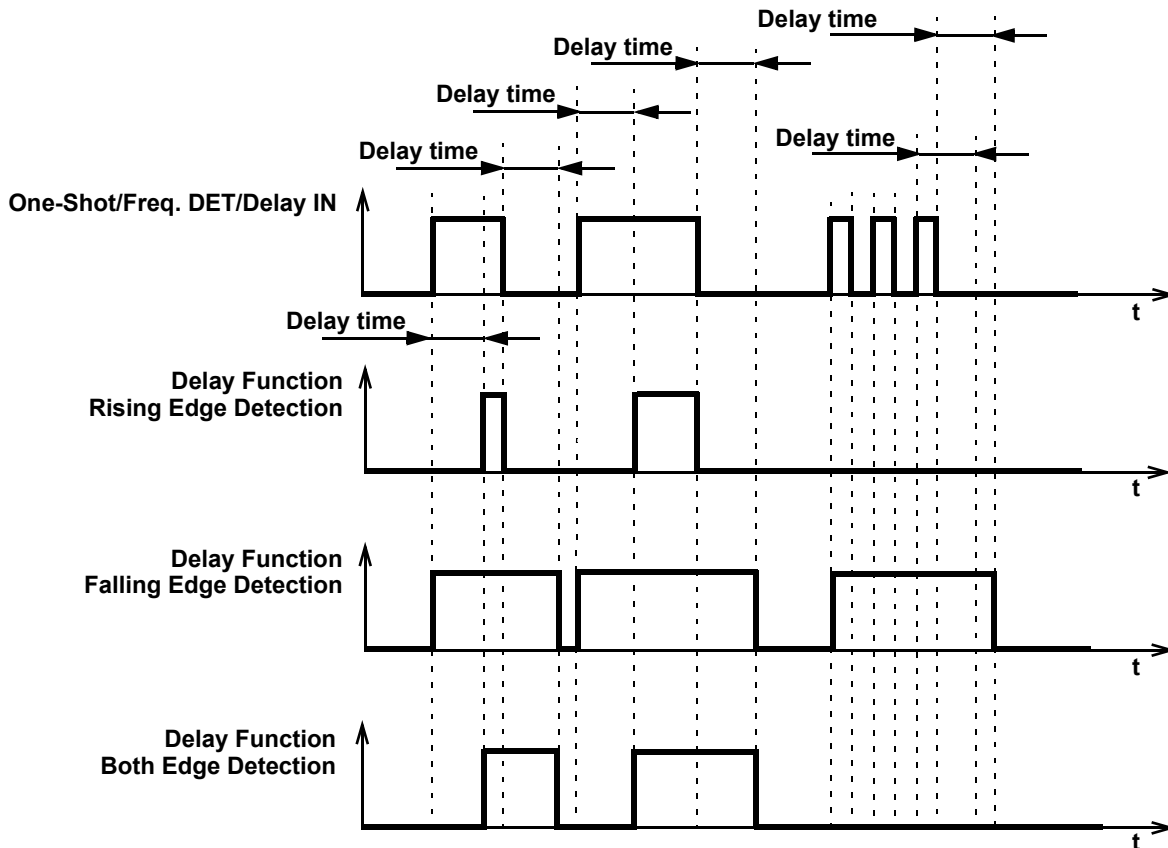 Delay time
Delay time
Delay time
Delay time
Delay time
One-Shot/Freq. DET/Delay IN
t
Delay time
Delay Function
Rising Edge Detection
t
Delay Function
Falling Edge Detection
t
Delay Function
Both Edge Detection
t